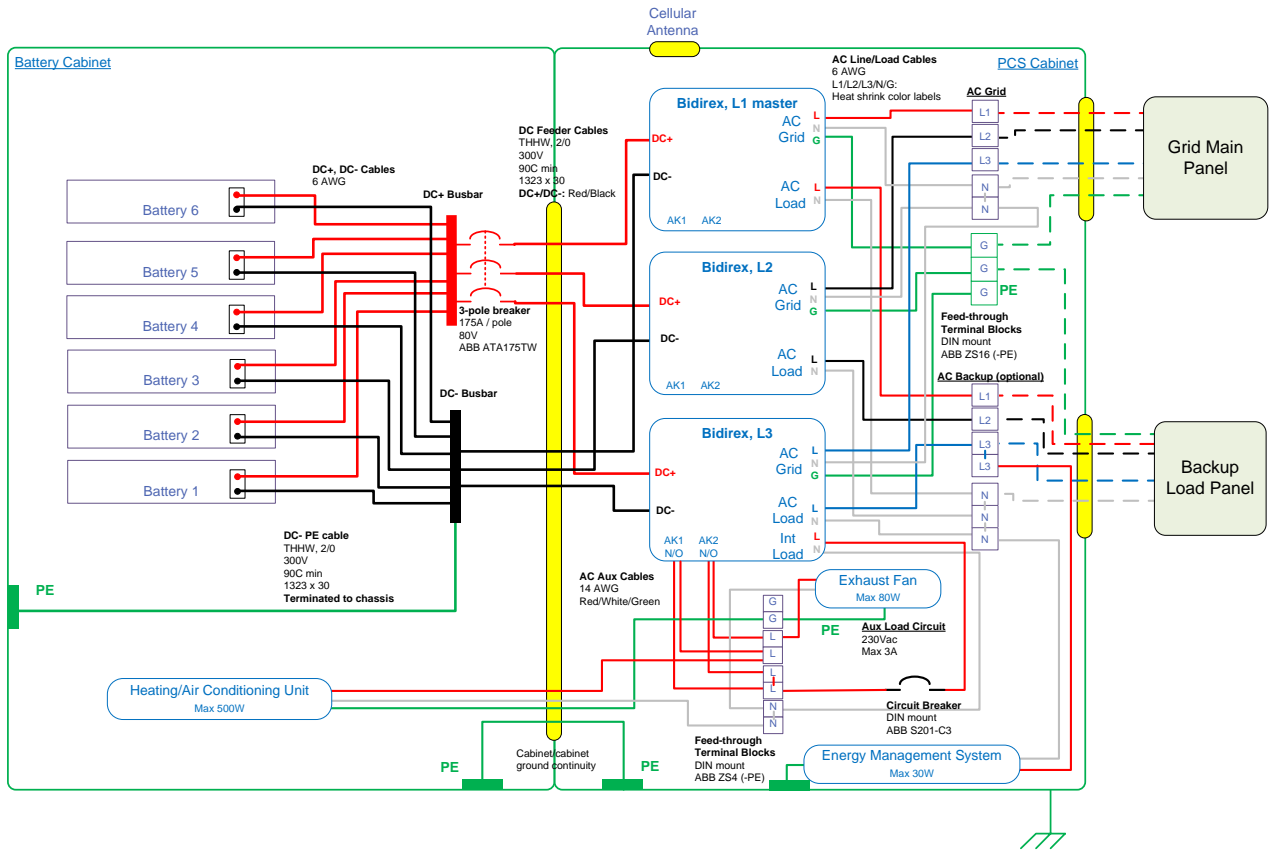 Cellular
Antenna
Battery Cabinet
PCS Cabinet
AC Line/Load Cables
6 AWG
L1/L2/L3/N/G:
Heat shrink color labels
AC Grid
L1
L2
L3
N
N
G
G
G
PE
Grid Main
Panel
Bidirex, L1 master
DC+
DC-
AC
Grid
L
N
G
AC
Load
L
N
AK1 AK2
DC Feeder Cables
THHW, 2/0
300V
90C min
1323 x 30
DC+/DC-: Red/Black
DC+, DC- Cables
6 AWG
DC+ Busbar
Battery 6
Battery 5
Battery 4
Battery 3
Battery 2
Battery 1
3-pole breaker
175A / pole
80V
ABB ATA175TW
DC- Busbar
Bidirex, L2
DC+
DC-
AC
Grid
L
N
G
AC
Load
L
N
AK1 AK2
Feed-through
Terminal Blocks
DIN mount
ABB ZS16 (-PE)
AC Backup (optional)
L1
L2
L3
L3
N
N
N
Backup
Load Panel
Bidirex, L3
DC+
DC-
AC
Grid
L
N
G
AC
Load
L
N
Int
Load
L
N
AK1 AK2
N/O N/O
DC- PE cable
THHW, 2/0
300V
90C min
1323 x 30
Terminated to chassis
PE
AC Aux Cables
14 AWG
Red/White/Green
Exhaust Fan
Max 80W
G
G
L
L
L
L
N
N
PE
Aux Load Circuit
230Vac
Max 3A
Heating/Air Conditioning Unit
Max 500W
Circuit Breaker
DIN mount
ABB S201-C3
Feed-through
Terminal Blocks
DIN mount
ABB ZS4 (-PE)
Cabinet/cabinet
ground continuity
PE
PE
Energy Management System
Max 30W